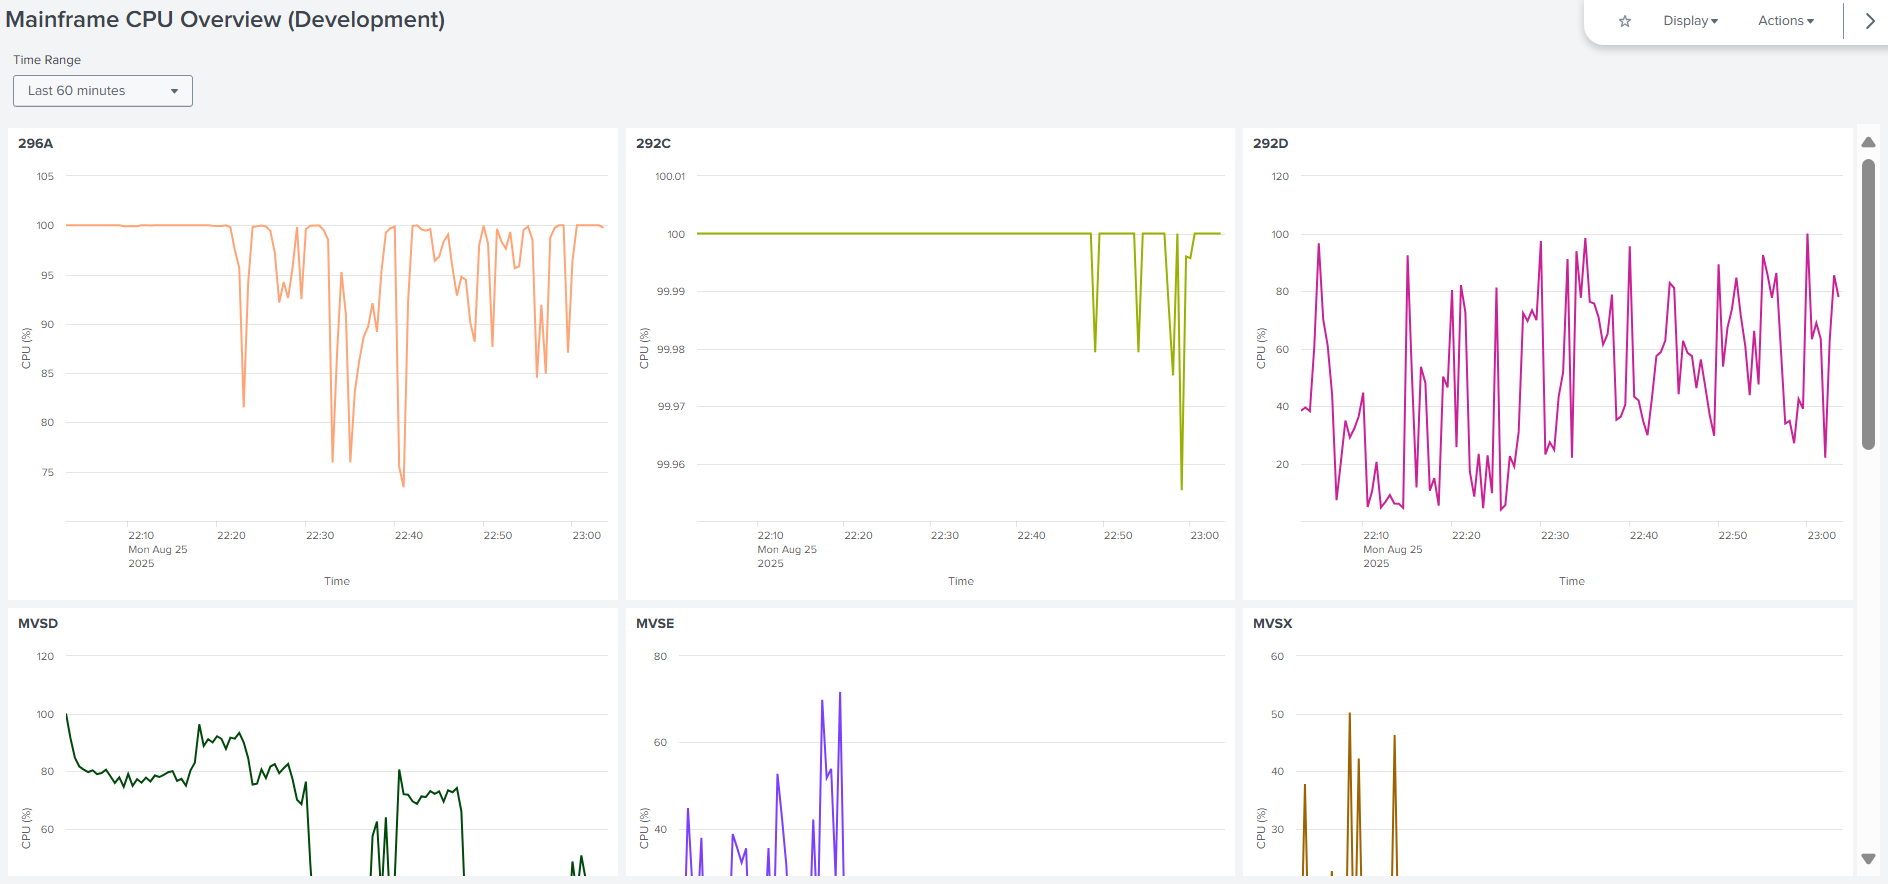 Mainframe CPU Overview (Development)
Display
Actions
Time Range
Last 60 minutes
296A
105
100
95
90
85
80
75
CPU (%)
22:10
Mon Aug 25
2025
22:20
22:30
22:40
22:50
23:00
Time
292C
100.01
100
99.99
99.98
99.97
99.96
CPU (%)
22:10
Mon Aug 25
2025
22:20
22:30
22:40
22:50
23:00
Time
292D
120
100
80
60
40
20
CPU (%)
22:10
Mon Aug 25
2025
22:20
22:30
22:40
22:50
23:00
Time
MVSD
120
100
80
60
CPU (%)
MVSE
80
60
40
CPU (%)
MVSX
60
50
40
30
CPU (%)